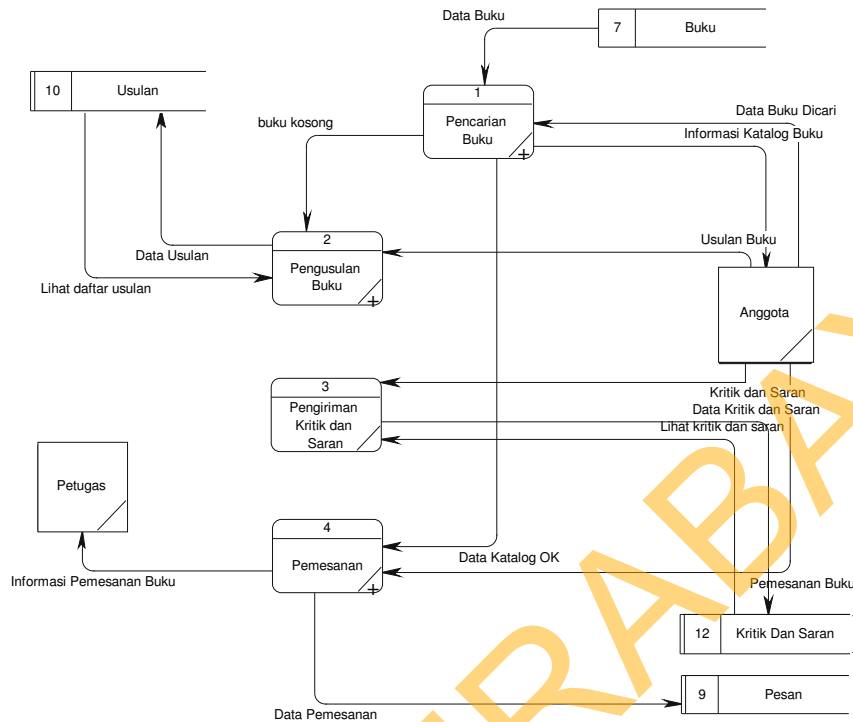 Data Buku
7 Buku
10 Usulan
1
Pencarian
Buku
buku kosong
Data Buku Dicari
Informasi Katalog Buku
2
Pengusulan
Buku
Data Usulan
Lihat daftar usulan
Usulan Buku
Anggota
3
Pengiriman
Kritik dan
Saran
Kritik dan Saran
Data Kritik dan Saran
Lihat kritik dan saran
Petugas
4
Pemesanan
Data Katalog OK
Informasi Pemesanan Buku
Pemesanan Buku
12 Kritik Dan Saran
9 Pesan
Data Pemesanan
RABA